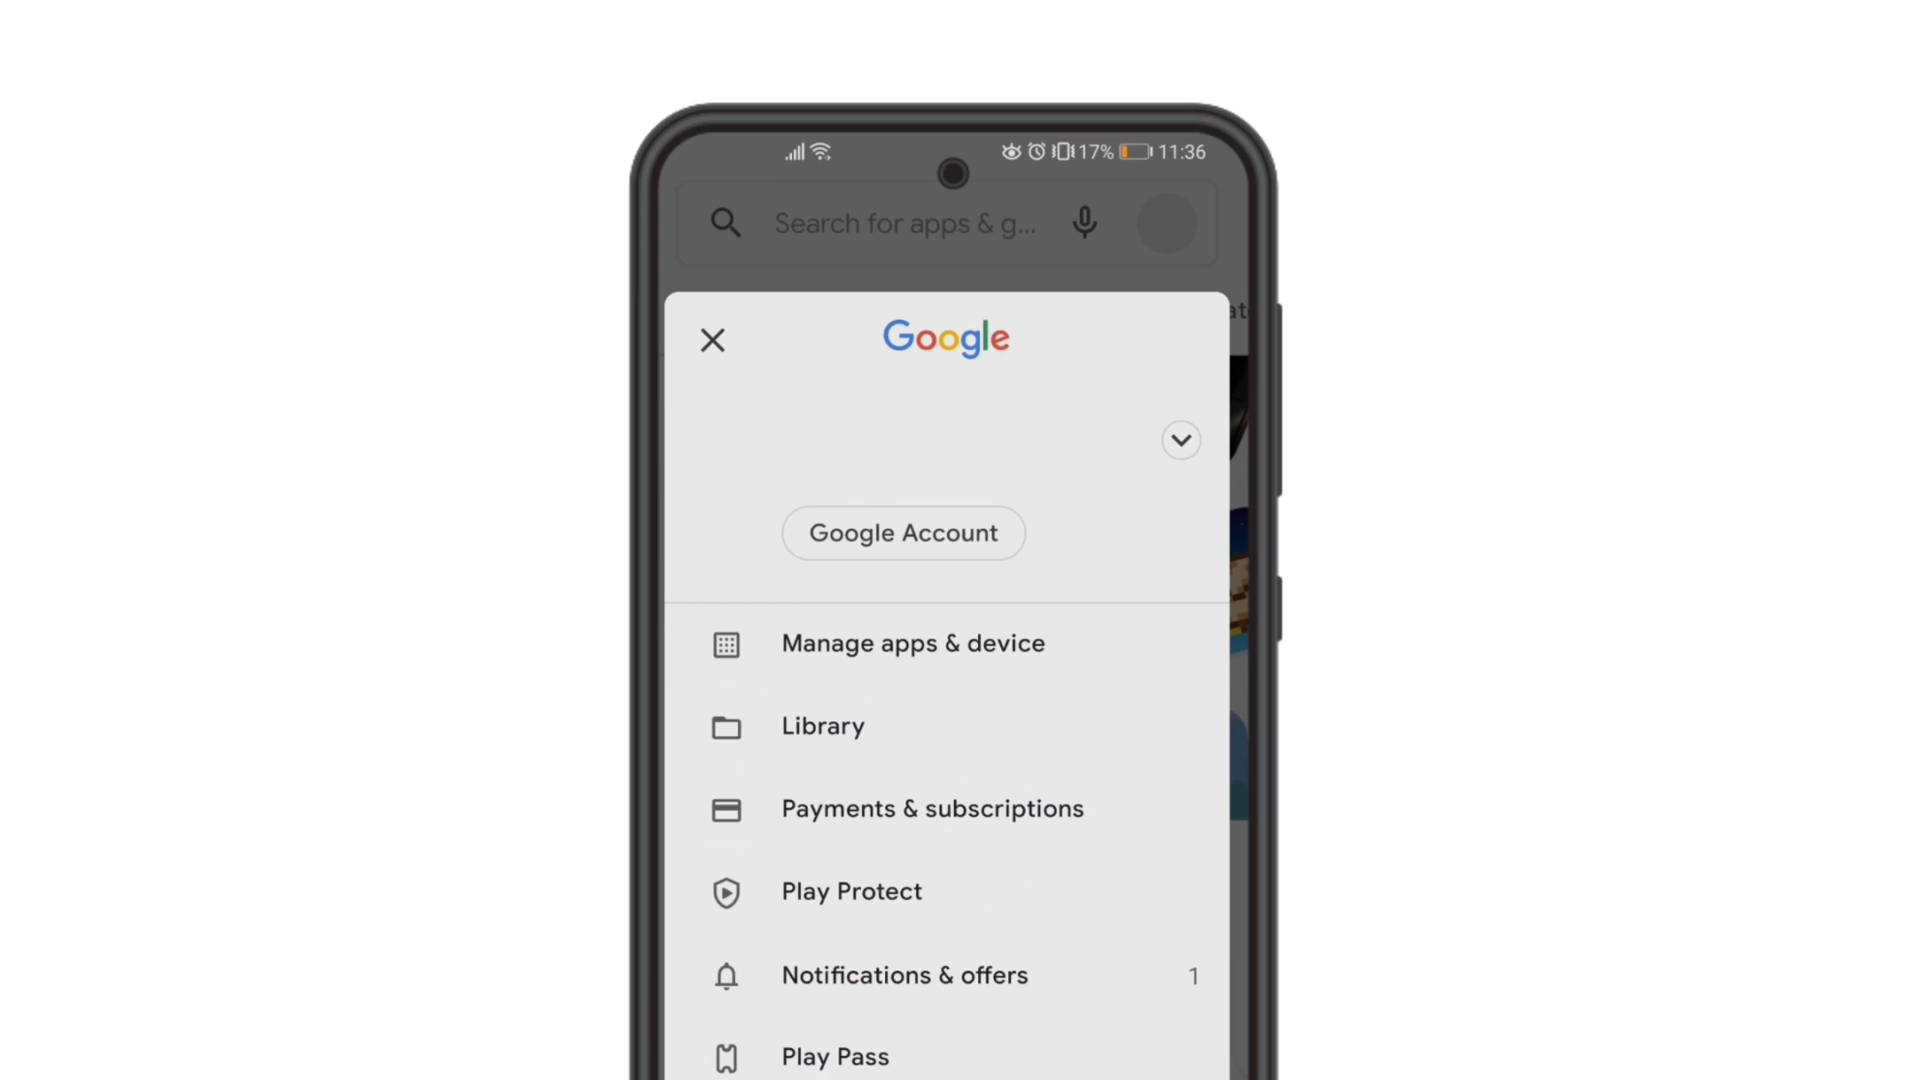 17% 11:36
Search for apps & g...
Google
Google Account
Manage apps & device
Library
Payments & subscriptions
Play Protect
Notifications & offers 1
Play Pass